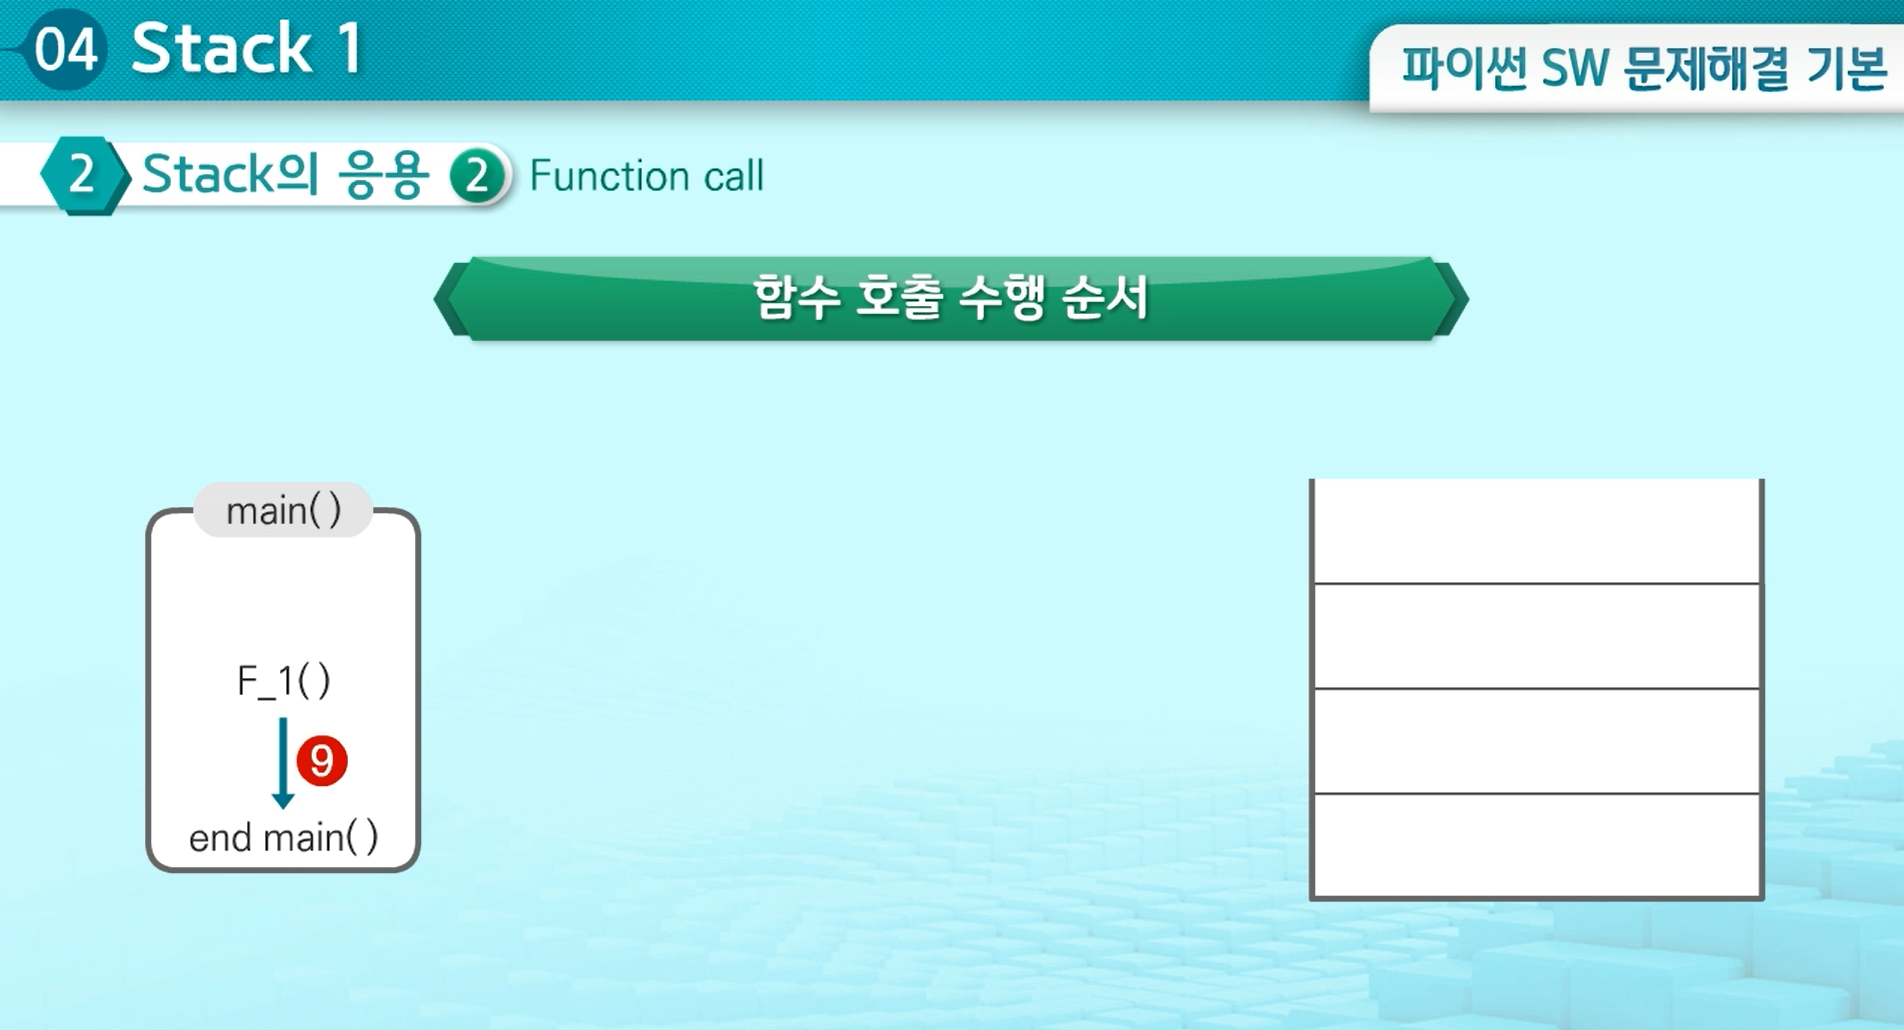 04 Stack 1
파이썬 SW 문제해결 기본
2 Stack의 응용 2 Function call
함수 호출 수행 순서
main( )
F_1( )
9
end main( )